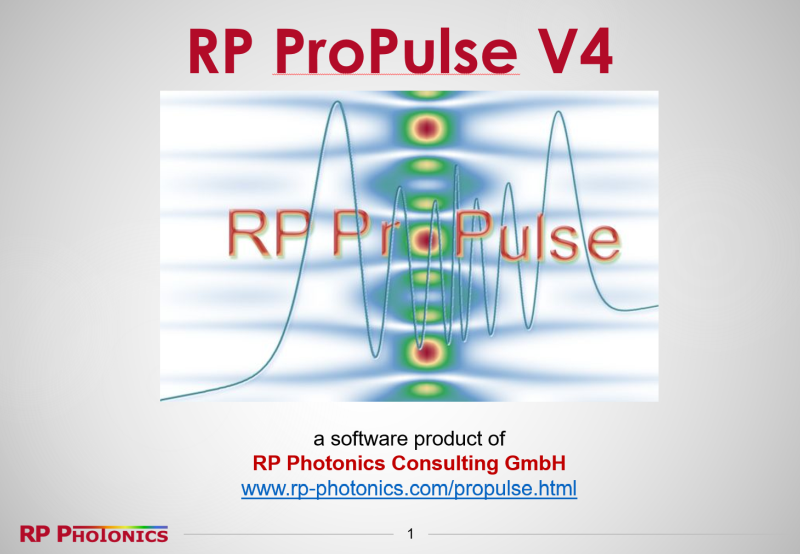 RP ProPulse V4
RP ProPulse
a software product of
RP Photonics Consulting GmbH
www.rp-photonics.com/propulse.html
RP PHOTONICS
1